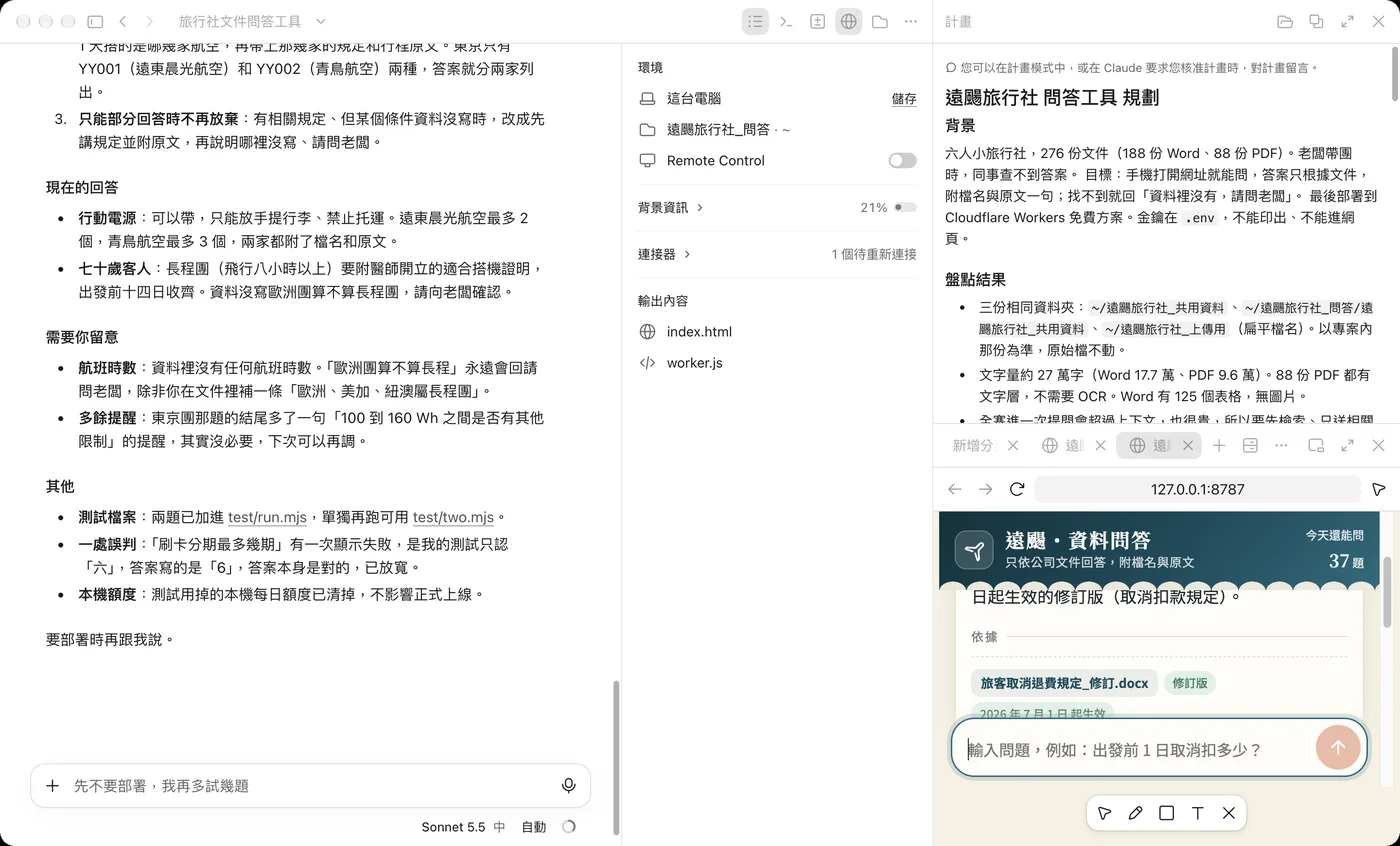 旅行社文件問答工具
YY001（遠東晨光航空）和 YY002（青鳥航空）兩種，答案就分兩家列
出。
3. 只能部分回答時不再放棄：有相關規定、但某個條件資料沒寫時，改成先
講規定並附原文，再說明哪裡沒寫、請問老闆。
現在的回答
• 行動電源：可以帶，只能放手提行李、禁止托運。遠東晨光航空最多 2
個，青鳥航空最多 3 個，兩家都附了檔名和原文。
• 七十歲客人：長程團（飛行八小時以上）要附醫師開立的適合搭機證明，
出發前十四日收齊。資料沒寫歐洲團算不算長程團，請向老闆確認。
需要你留意
• 航班時數：資料裡沒有任何航班時數。「歐洲團算不算長程」永遠會回請
問老闆，除非你在文件裡補一條「歐洲、美加、紐澳屬長程團」。
• 多餘提醒：東京團那題的結尾多了一句「100 到 160 Wh 之間是否有其他
限制」的提醒，其實沒必要，下次可以再調。
其他
• 測試檔案：兩題已加進 test/run.mjs，單獨再跑可用 test/two.mjs。
• 一處誤判：「刷卡分期最多幾期」有一次顯示失敗，是我的測試只認
「六」，答案寫的是「6」，答案本身是對的，已放寬。
• 本機額度：測試用掉的本機每日額度已清掉，不影響正式上線。
要部署時再跟我說。
先不要部署，我再多試幾題
Sonnet 5.5 中 自動
環境
這台電腦 儲存
遠颺旅行社_問答 · ~
Remote Control
背景資訊 21%
連接器 1 個待重新連接
輸出內容
index.html
worker.js
計畫
您可以在計畫模式中，或在 Claude 要求您核准計畫時，對計畫留言。
遠颺旅行社 問答工具 規劃
背景
六人小旅行社，276 份文件（188 份 Word、88 份 PDF）。老闆帶團
時，同事查不到答案。 目標：手機打開網址就能問，答案只根據文件，
附檔名與原文一句；找不到就回「資料裡沒有，請問老闆」。 最後部署到
Cloudflare Workers 免費方案。金鑰在 .env，不能印出、不能進網
頁。
盤點結果
• 三份相同資料夾：~/遠颺旅行社_共用資料、~/遠颺旅行社_問答/遠
颺旅行社_共用資料、~/遠颺旅行社_上傳用（扁平檔名）。以專案內
那份為準，原始檔不動。
• 文字量約 27 萬字（Word 17.7 萬、PDF 9.6 萬）。88 份 PDF 都有
文字層，不需要 OCR。Word 有 125 個表格，無圖片。
新增分 遠 遠
127.0.0.1:8787
遠颺・資料問答
只依公司文件回答，附檔名與原文
今天還能問
37 題
日起生效的修訂版（取消扣款規定）。
依據
旅客取消退費規定_修訂.docx 修訂版
2026 年 7 月 1 日 起生效
輸入問題，例如：出發前 1 日取消扣多少？